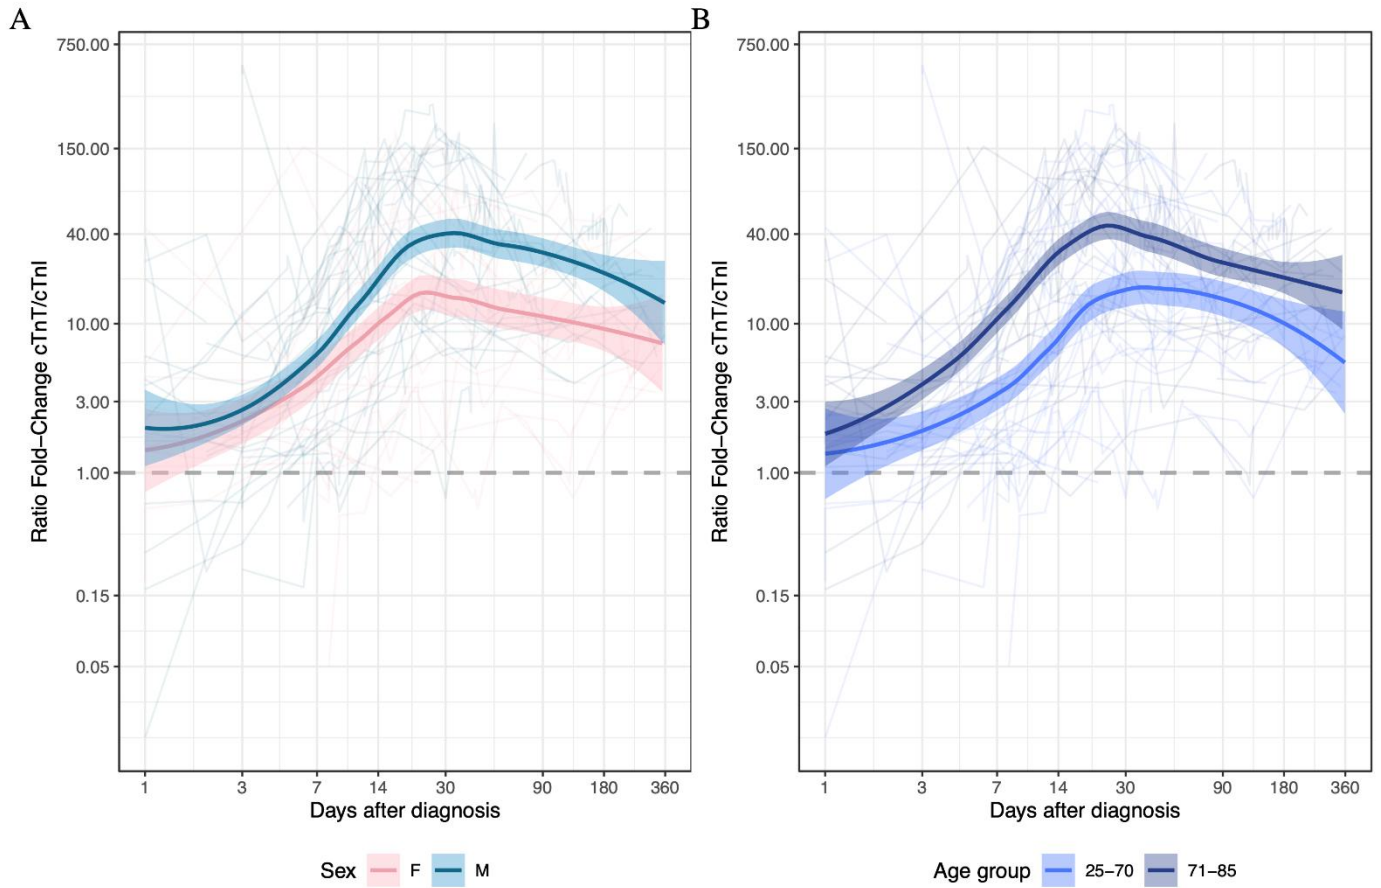 A
Ratio Fold−Change cTnT/cTnI
750.00
150.00
40.00
10.00
3.00
1.00
0.15
0.05
1 3 7 14 30 90 180 360
Days after diagnosis
Sex F M
B
Ratio Fold−Change cTnT/cTnI
750.00
150.00
40.00
10.00
3.00
1.00
0.15
0.05
1 3 7 14 30 90 180 360
Days after diagnosis
Age group 25−70 71−85